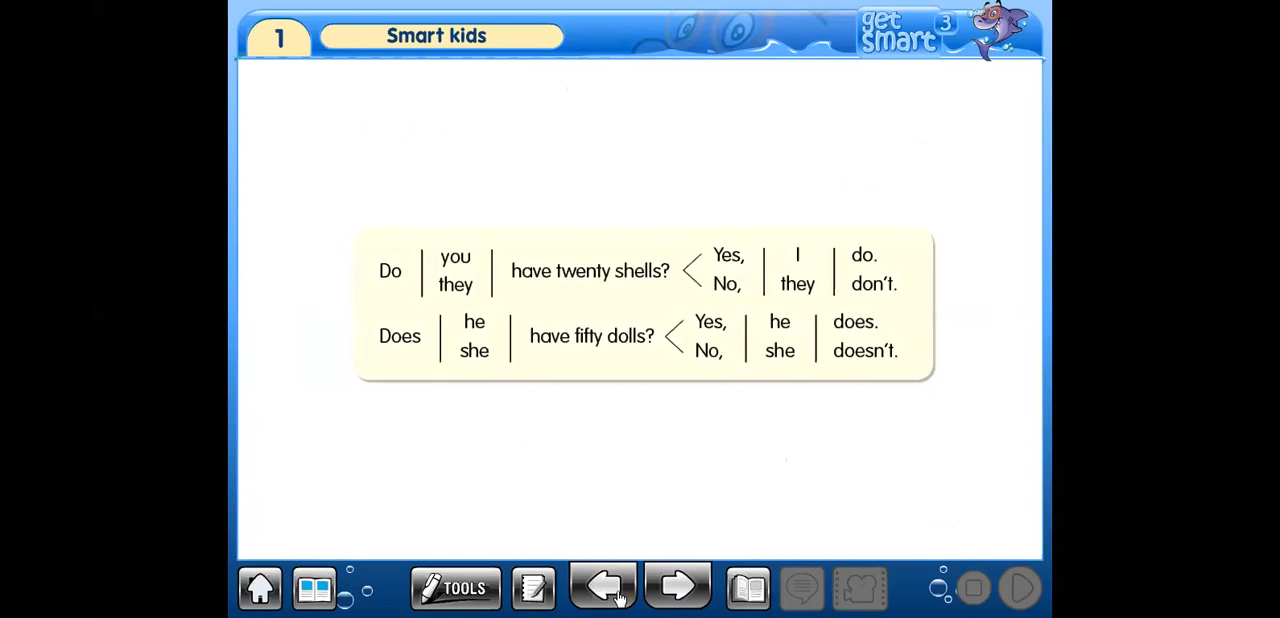 1
Smart kids
get 3
smart
Do you have twenty shells? Yes, I do.
they No, they don't.
Does he have fifty dolls? Yes, he does.
she No, she doesn't.
TOOLS